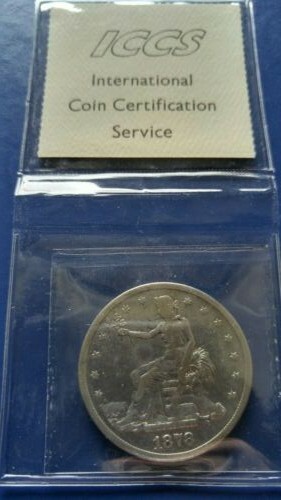 ICCS
International
Coin Certification
Service
1878